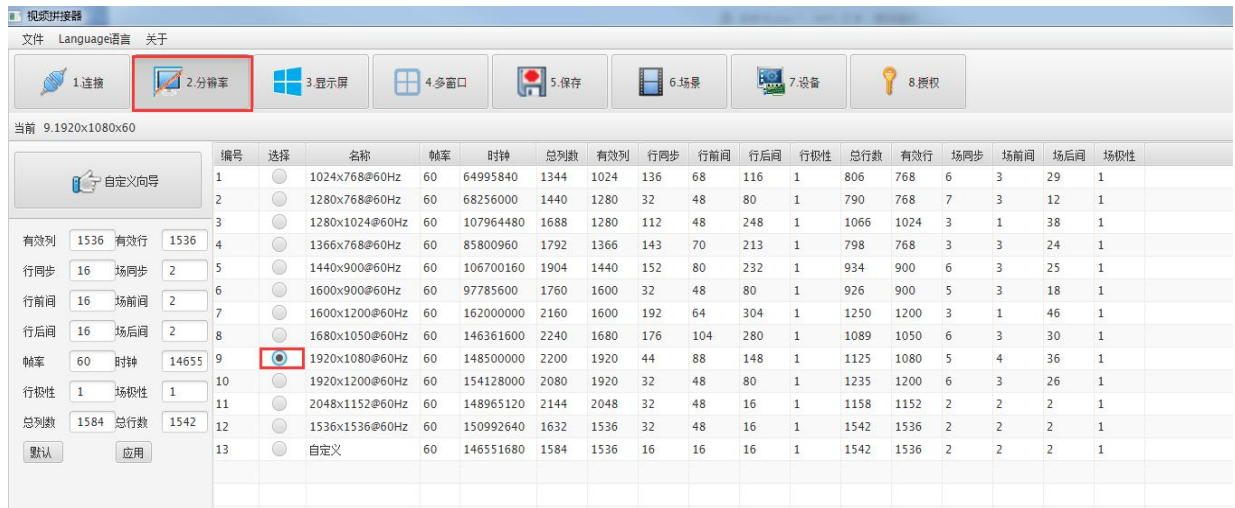 视频拼接器
文件 Language语言 关于
1.连接 2.分辨率 3.显示屏 4.多窗口 5.保存 6.场景 7.设备 8.授权
当前 9.1920x1080x60
自定义向导
有效列 1536 有效行 1536
行同步 16 场同步 2
行前间 16 场前间 2
行后间 16 场后间 2
帧率 60 时钟 14655
行极性 1 场极性 1
总列数 1584 总行数 1542
默认 应用
编号 选择 名称 帧率 时钟 总列数 有效列 行同步 行前间 行后间 行极性 总行数 有效行 场同步 场前间 场后间 场极性
1 1024x768@60Hz 60 64995840 1344 1024 136 68 116 1 806 768 6 3 29 1
2 1280x768@60Hz 60 68256000 1440 1280 32 48 80 1 790 768 7 3 12 1
3 1280x1024@60Hz 60 107964480 1688 1280 112 48 248 1 1066 1024 3 1 38 1
4 1366x768@60Hz 60 85800960 1792 1366 143 70 213 1 798 768 3 3 24 1
5 1440x900@60Hz 60 106700160 1904 1440 152 80 232 1 934 900 6 3 25 1
6 1600x900@60Hz 60 97785600 1760 1600 32 48 80 1 926 900 5 3 18 1
7 1600x1200@60Hz 60 162000000 2160 1600 192 64 304 1 1250 1200 3 1 46 1
8 1680x1050@60Hz 60 146361600 2240 1680 176 104 280 1 1089 1050 6 3 30 1
9 1920x1080@60Hz 60 148500000 2200 1920 44 88 148 1 1125 1080 5 4 36 1
10 1920x1200@60Hz 60 154128000 2080 1920 32 48 80 1 1235 1200 6 3 26 1
11 2048x1152@60Hz 60 148965120 2144 2048 32 48 16 1 1158 1152 2 2 2 1
12 1536x1536@60Hz 60 150992640 1632 1536 32 48 16 1 1542 1536 2 2 2 1
13 自定义 60 146551680 1584 1536 16 16 16 1 1542 1536 2 2 2 1